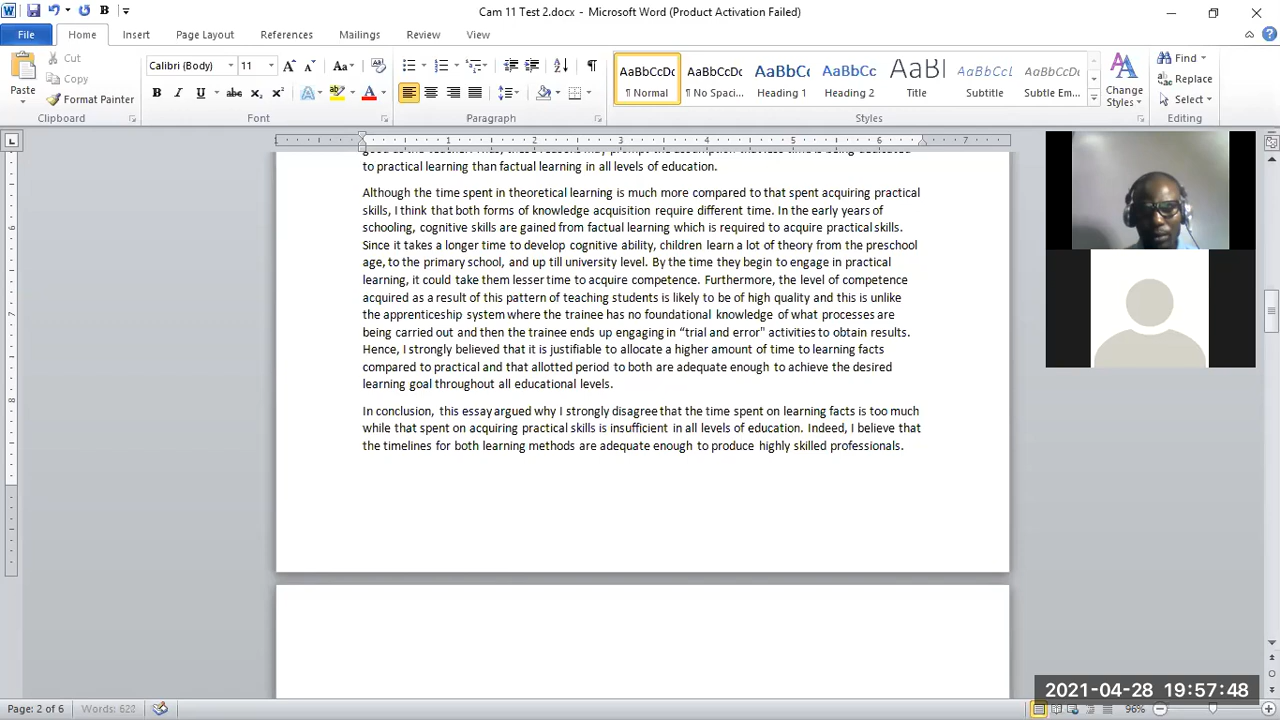 Cam 11 Test 2.docx - Microsoft Word (Product Activation Failed)
File Home Insert Page Layout References Mailings Review View
Paste Cut Copy Format Painter
Calibri (Body) 11
AaBbCcDc AaBbCcDc AaBbCc AaBbCc AaBl AaBbCcDc AaBbCcDc
¶ Normal ¶ No Spaci... Heading 1 Heading 2 Title Subtitle Subtle Em...
Change Styles
Find Replace Select
Clipboard Font Paragraph Styles Editing
to practical learning than factual learning in all levels of education.
Although the time spent in theoretical learning is much more compared to that spent acquiring practical
skills, I think that both forms of knowledge acquisition require different time. In the early years of
schooling, cognitive skills are gained from factual learning which is required to acquire practical skills.
Since it takes a longer time to develop cognitive ability, children learn a lot of theory from the preschool
age, to the primary school, and up till university level. By the time they begin to engage in practical
learning, it could take them lesser time to acquire competence. Furthermore, the level of competence
acquired as a result of this pattern of teaching students is likely to be of high quality and this is unlike
the apprenticeship system where the trainee has no foundational knowledge of what processes are
being carried out and then the trainee ends up engaging in “trial and error” activities to obtain results.
Hence, I strongly believed that it is justifiable to allocate a higher amount of time to learning facts
compared to practical and that allotted period to both are adequate enough to achieve the desired
learning goal throughout all educational levels.
In conclusion, this essay argued why I strongly disagree that the time spent on learning facts is too much
while that spent on acquiring practical skills is insufficient in all levels of education. Indeed, I believe that
the timelines for both learning methods are adequate enough to produce highly skilled professionals.
2021-04-28 19:57:48
Page: 2 of 6 Words: 628 96%